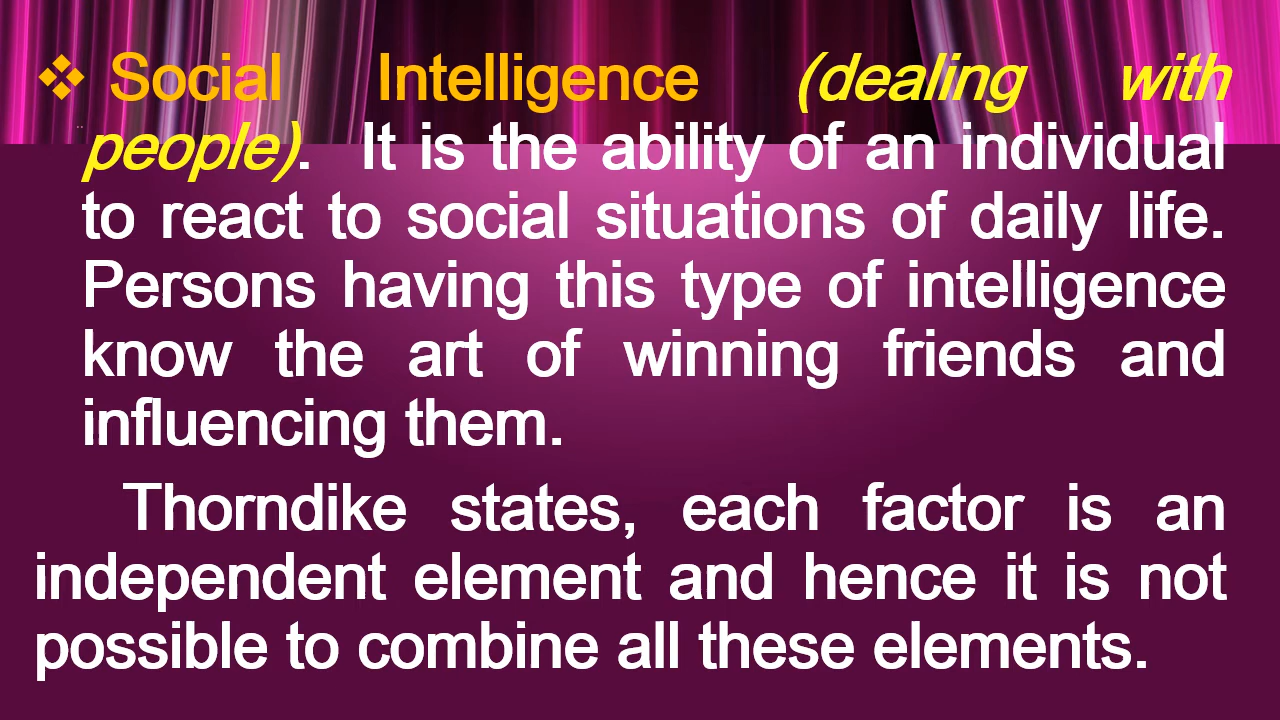 ❖ Social Intelligence (dealing with
people). It is the ability of an individual
to react to social situations of daily life.
Persons having this type of intelligence
know the art of winning friends and
influencing them.
Thorndike states, each factor is an
independent element and hence it is not
possible to combine all these elements.